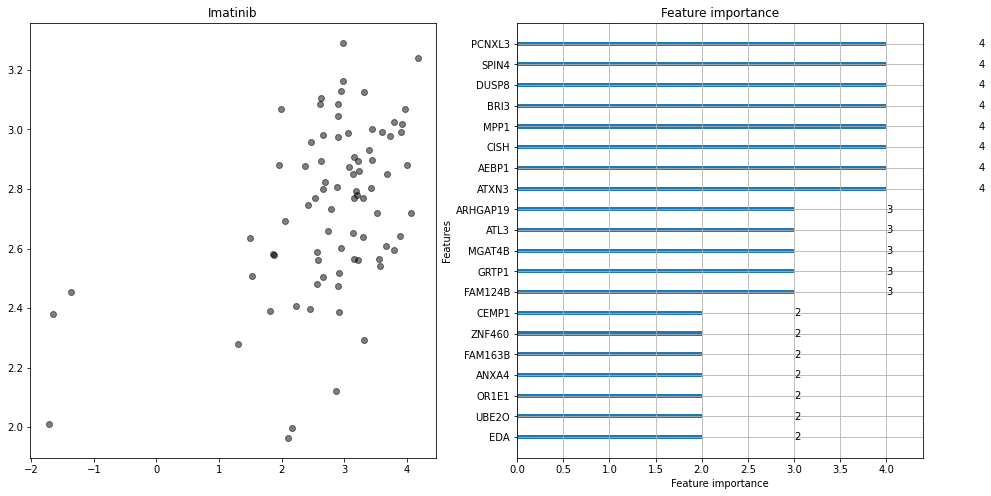 Imatinib
3.2
3.0
2.8
2.6
2.4
2.2
2.0
−2
−1
0
1
2
3
4
Feature importance
Features
PCNXL3 4
SPIN4 4
DUSP8 4
BRI3 4
MPP1 4
CISH 4
AEBP1 4
ATXN3 4
ARHGAP19 3
ATL3 3
MGAT4B 3
GRTP1 3
FAM124B 3
CEMP1 2
ZNF460 2
FAM163B 2
ANXA4 2
OR1E1 2
UBE2O 2
EDA 2
0.0
0.5
1.0
1.5
2.0
2.5
3.0
3.5
4.0
Feature importance